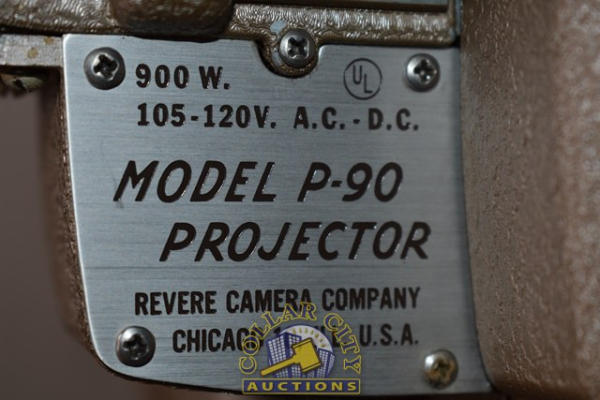 900 W.
UL
105-120V. A.C.-D.C.
MODEL P-90
PROJECTOR
REVERE CAMERA COMPANY
CHICAGO U.S.A.
COLLAR CITY
AUCTIONS